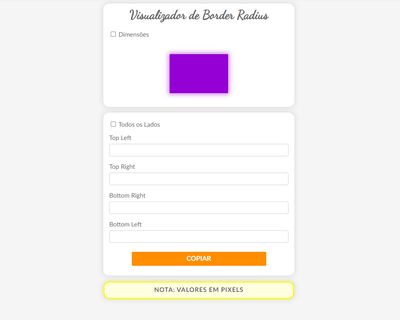 Visualizador de Border Radius
Dimensões
Todos os Lados
Top Left
Top Right
Bottom Right
Bottom Left
COPIAR
NOTA: VALORES EM PIXELS